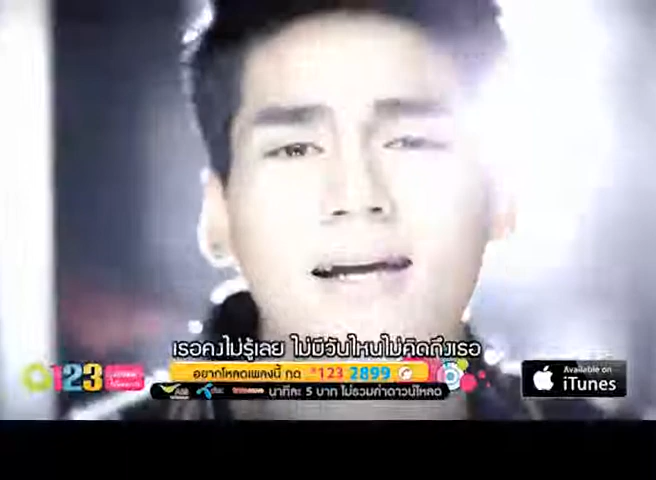 เธอคงไม่รู้เลย ไม่มีวันไหนไม่คิดถึงเธอ
123
อยากโหลดเพลงนี้ กด *123 2899
นาทีละ 5 บาท ไม่รวมค่าดาวน์โหลด
Available on
iTunes